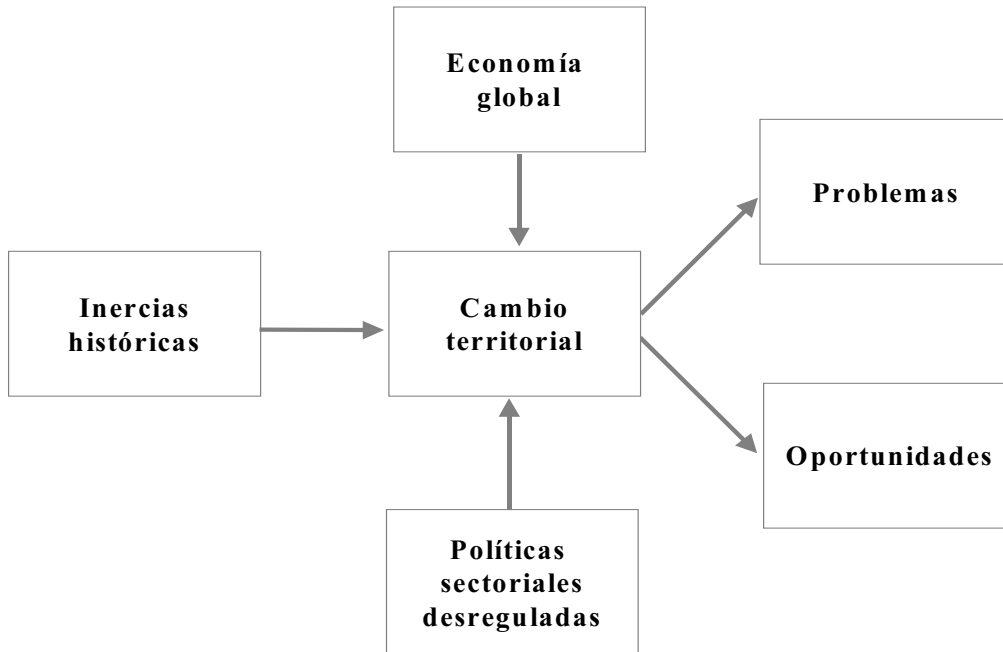 Economía
global
Problemas
Inercias
históricas
Cambio
territorial
Oportunidades
Políticas
sectoriales
desreguladas